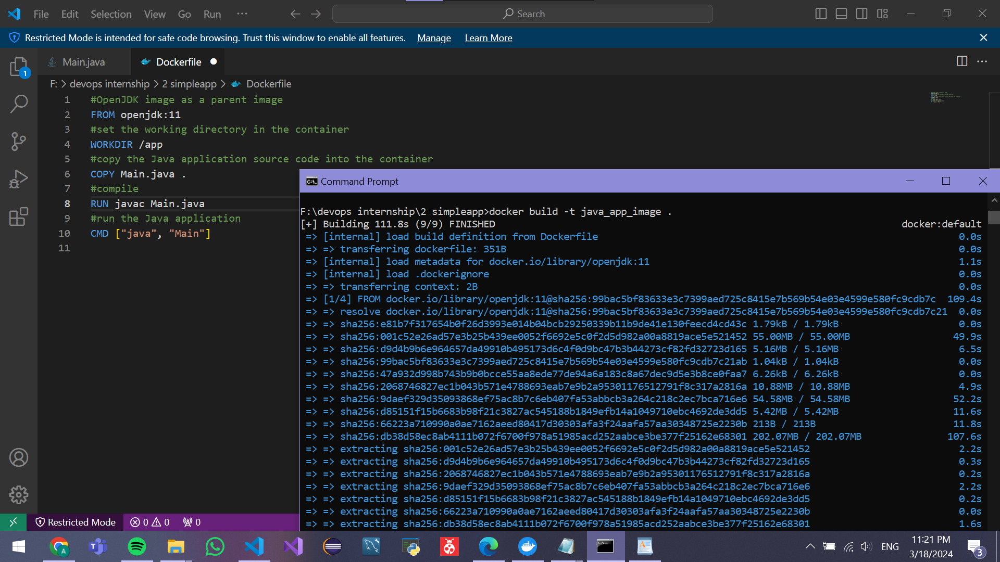 File Edit Selection View Go Run ··· Search
Restricted Mode is intended for safe code browsing. Trust this window to enable all features. Manage Learn More
Main.java Dockerfile
1
F: > devops internship > 2 simpleapp > Dockerfile
1 #OpenJDK image as a parent image
2 FROM openjdk:11
3 #set the working directory in the container
4 WORKDIR /app
5 #copy the Java application source code into the container
6 COPY Main.java .
7 #compile
8 RUN javac Main.java
9 #run the Java application
10 CMD ["java", "Main"]
11
Command Prompt
F:\devops internship\2 simpleapp>docker build -t java_app_image .
[+] Building 111.8s (9/9) FINISHED docker:default
=> [internal] load build definition from Dockerfile 0.0s
=> => transferring dockerfile: 351B 0.0s
=> [internal] load metadata for docker.io/library/openjdk:11 1.1s
=> [internal] load .dockerignore 0.0s
=> => transferring context: 2B 0.0s
=> [1/4] FROM docker.io/library/openjdk:11@sha256:99bac5bf83633e3c7399aed725c8415e7b569b54e03e4599e580fc9cdb7c 109.4s
=> => resolve docker.io/library/openjdk:11@sha256:99bac5bf83633e3c7399aed725c8415e7b569b54e03e4599e580fc9cdb7c21 0.0s
=> => sha256:e81b7f317654b0f26d3993e014b04bcb29250339b11b9de41e130feecd4cd43c 1.79kB / 1.79kB 0.0s
=> => sha256:001c52e26ad57e3b25b439ee0052f6692e5c0f2d5d982a00a8819ace5e521452 55.00MB / 55.00MB 49.9s
=> => sha256:d9d4b9b6e964657da49910b495173d6c4f0d9bc47b3b44273cf82fd32723d165 5.16MB / 5.16MB 6.5s
=> => sha256:99bac5bf83633e3c7399aed725c8415e7b569b54e03e4599e580fc9cdb7c21ab 1.04kB / 1.04kB 0.0s
=> => sha256:47a932d998b743b9b0bcce55aa8ede77de94a6a183c8a67dec9d5e3b8ce0faa7 6.26kB / 6.26kB 0.0s
=> => sha256:2068746827ec1b043b571e4788693eab7e9b2a95301176512791f8c317a2816a 10.88MB / 10.88MB 4.9s
=> => sha256:9daef329d35093868ef75ac8b7c6eb407fa53abbcb3a264c218c2ec7bca716e6 54.58MB / 54.58MB 52.2s
=> => sha256:d85151f15b6683b98f21c3827ac545188b1849efb14a1049710ebc4692de3dd5 5.42MB / 5.42MB 11.6s
=> => sha256:66223a710990a0ae7162aeed80417d30303afa3f24aafa57aa30348725e2230b 213B / 213B 11.8s
=> => sha256:db38d58ec8ab4111b072f6700f978a51985acd252aabce3be377f25162e68301 202.07MB / 202.07MB 107.6s
=> => extracting sha256:001c52e26ad57e3b25b439ee0052f6692e5c0f2d5d982a00a8819ace5e521452 2.2s
=> => extracting sha256:d9d4b9b6e964657da49910b495173d6c4f0d9bc47b3b44273cf82fd32723d165 0.3s
=> => extracting sha256:2068746827ec1b043b571e4788693eab7e9b2a95301176512791f8c317a2816a 0.2s
=> => extracting sha256:9daef329d35093868ef75ac8b7c6eb407fa53abbcb3a264c218c2ec7bca716e6 2.2s
=> => extracting sha256:d85151f15b6683b98f21c3827ac545188b1849efb14a1049710ebc4692de3dd5 0.2s
=> => extracting sha256:66223a710990a0ae7162aeed80417d30303afa3f24aafa57aa30348725e2230b 0.0s
=> => extracting sha256:db38d58ec8ab4111b072f6700f978a51985acd252aabce3be377f25162e68301 1.6s
Restricted Mode 0 0 0
ENG 11:21 PM
3/18/2024 3